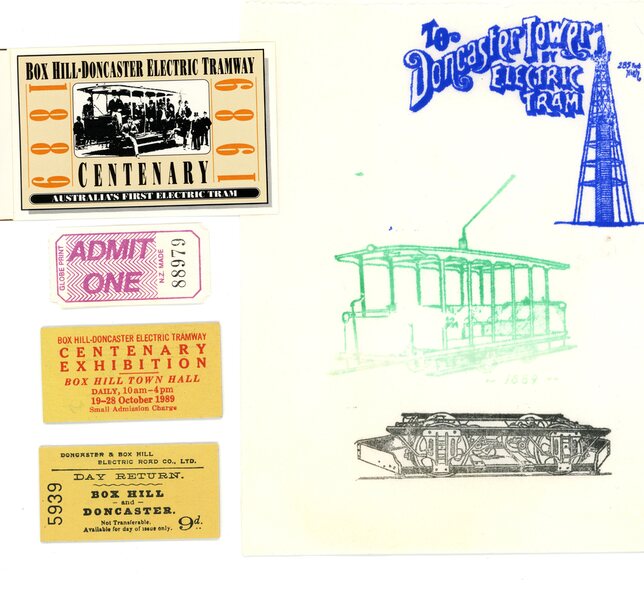 BOX HILL-DONCASTER ELECTRIC TRAMWAY
1889
1989
CENTENARY
AUSTRALIA'S FIRST ELECTRIC TRAM
GLOBE PRINT
ADMIT
ONE
N.Z. MADE
88979
BOX HILL-DONCASTER ELECTRIC TRAMWAY
CENTENARY
EXHIBITION
BOX HILL TOWN HALL
DAILY, 10am-4pm
19-28 October 1989
Small Admission Charge
5939
DONCASTER & BOX HILL
ELECTRIC ROAD CO., LTD.
DAY RETURN.
BOX HILL
— and —
DONCASTER.
Not Transferable.
Available for day of issue only.
9d.
To
Doncaster Tower
BY
ELECTRIC
TRAM
285 Feet
High